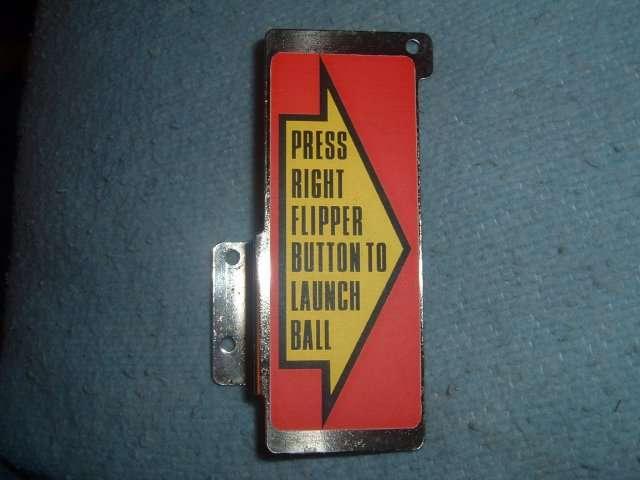 PRESS
RIGHT
FLIPPER
BUTTON TO
LAUNCH
BALL